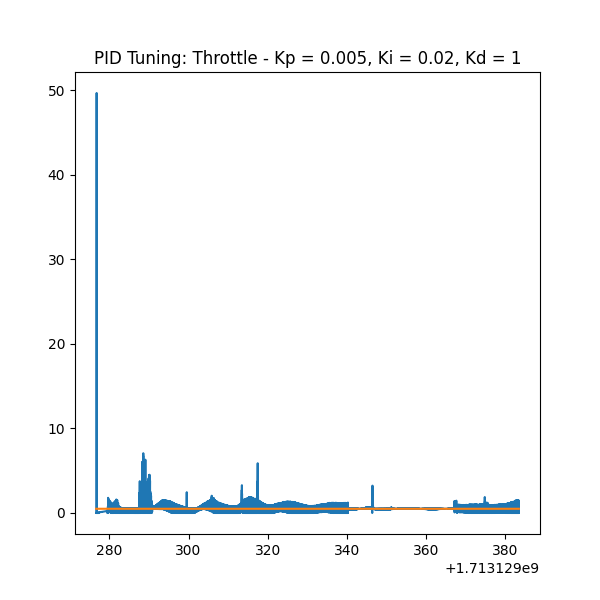 PID Tuning: Throttle - Kp = 0.005, Ki = 0.02, Kd = 1
50
40
30
20
10
0
280 300 320 340 360 380
+1.713129e9